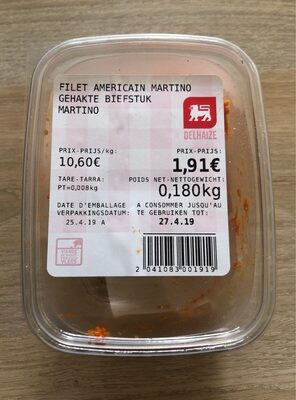 FILET AMERICAIN MARTINO
GEHAKTE BIEFSTUK
MARTINO
DELHAIZE
PRIX-PRIJS/kg: PRIX-PRIJS:
10,60€ 1,91€
TARE-TARRA: POIDS NET-NETTOGEWICHT:
PT=0,008kg 0,180kg
DATE D'EMBALLAGE A CONSOMMER JUSQU'AU
VERPAKKINGSDATUM: TE GEBRUIKEN TOT:
25.4.19 A 27.4.19
2 041083 001919